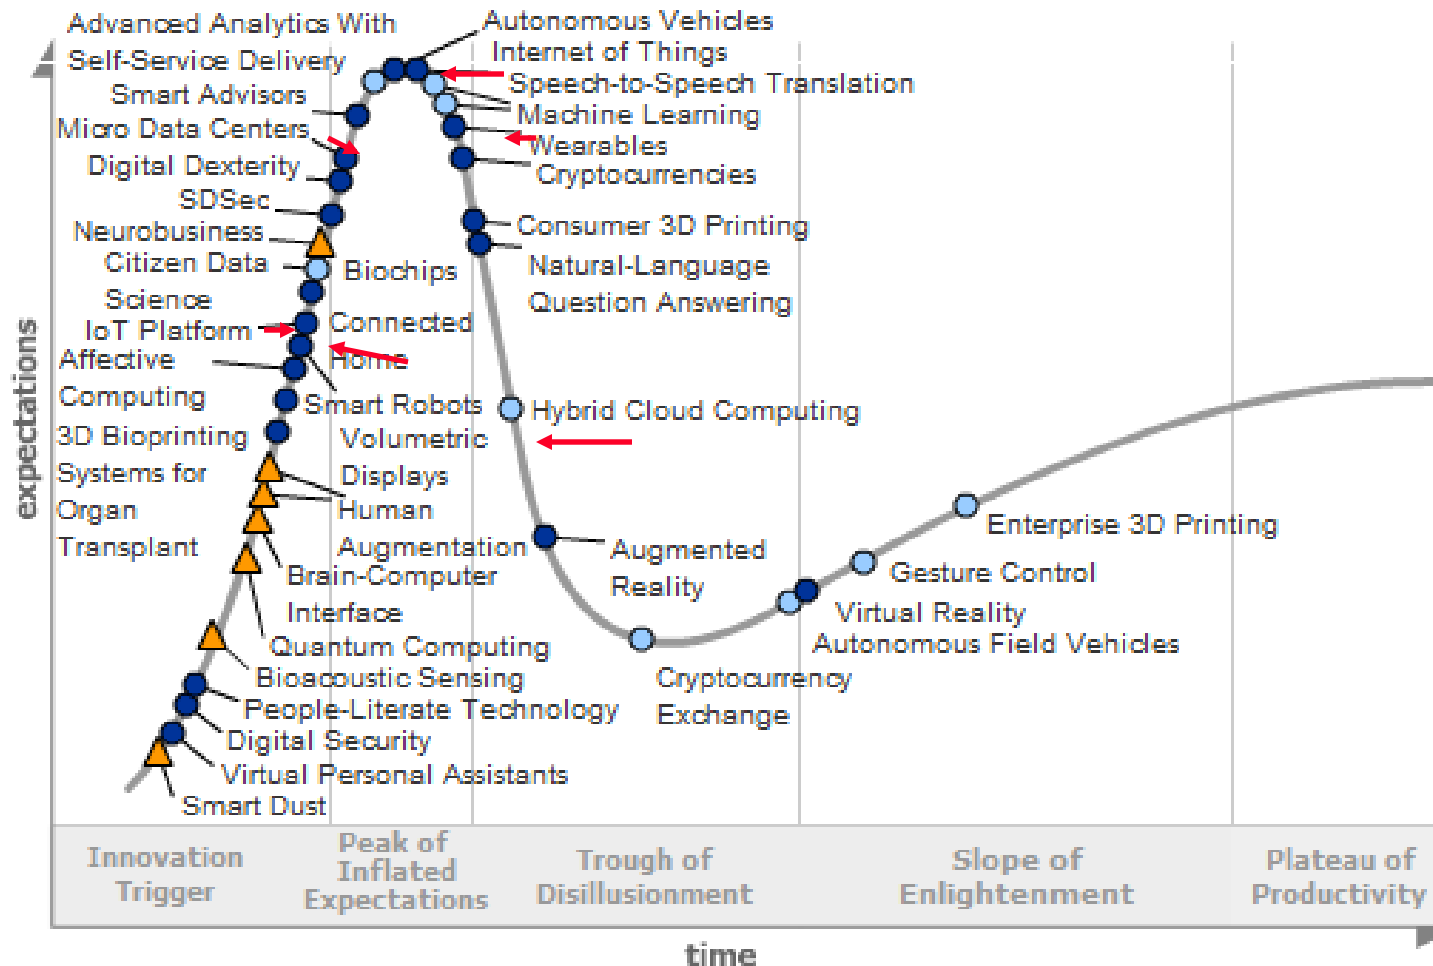 Advanced Analytics With
Self-Service Delivery
Smart Advisors
Micro Data Centers
Digital Dexterity
SDSec
Neurobusiness
Citizen Data
Science
IoT Platform
Affective
Computing
3D Bioprinting
Systems for
Organ
Transplant
Autonomous Vehicles
Internet of Things
Speech-to-Speech Translation
Machine Learning
Wearables
Cryptocurrencies
Consumer 3D Printing
Natural-Language
Question Answering
Biochips
Connected
Home
Smart Robots
Volumetric
Displays
Human
Augmentation
Brain-Computer
Interface
Quantum Computing
Bioacoustic Sensing
People-Literate Technology
Digital Security
Virtual Personal Assistants
Smart Dust
Hybrid Cloud Computing
Augmented
Reality
Cryptocurrency
Exchange
Enterprise 3D Printing
Gesture Control
Virtual Reality
Autonomous Field Vehicles
expectations
Innovation
Trigger
Peak of
Inflated
Expectations
Trough of
Disillusionment
Slope of
Enlightenment
Plateau of
Productivity
time